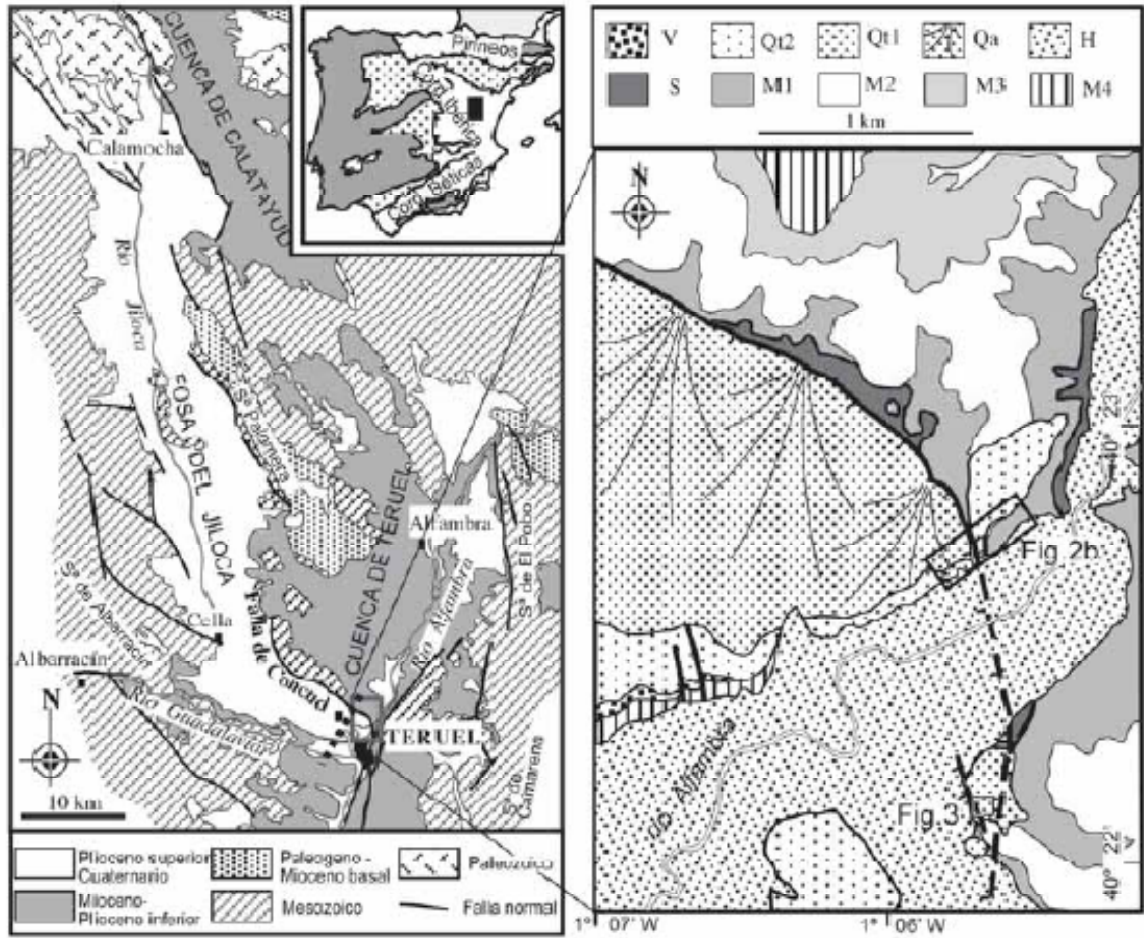 CUENCA DE CALATAYUD
Calamocha
Río Jiloca
FOSA DEL JILOCA
Sª Palomera
CUENCA DE TERUEL
Alfambra
Río Alfambra
Sª de El Pobo
Sª de Albarracín
Cella
Albarracín
Falla de Concud
Río Guadalaviar
TERUEL
Sª de Camarena
N
10 km
Pirineos
Cord. Ibérica
Cord. Béticas
Plioceno superior
Cuaternario
Paleogeno -
Mioceno basal
Paleozoico
Mioceno-
Plioceno inferior
Mesozoico
Falla normal
V
Qt2
Qt1
Qa
H
S
M1
M2
M3
M4
1 km
N
40° 23'
Fig. 2b
Río Alfambra
Fig. 3
40° 22'
1° 07' W
1° 06' W